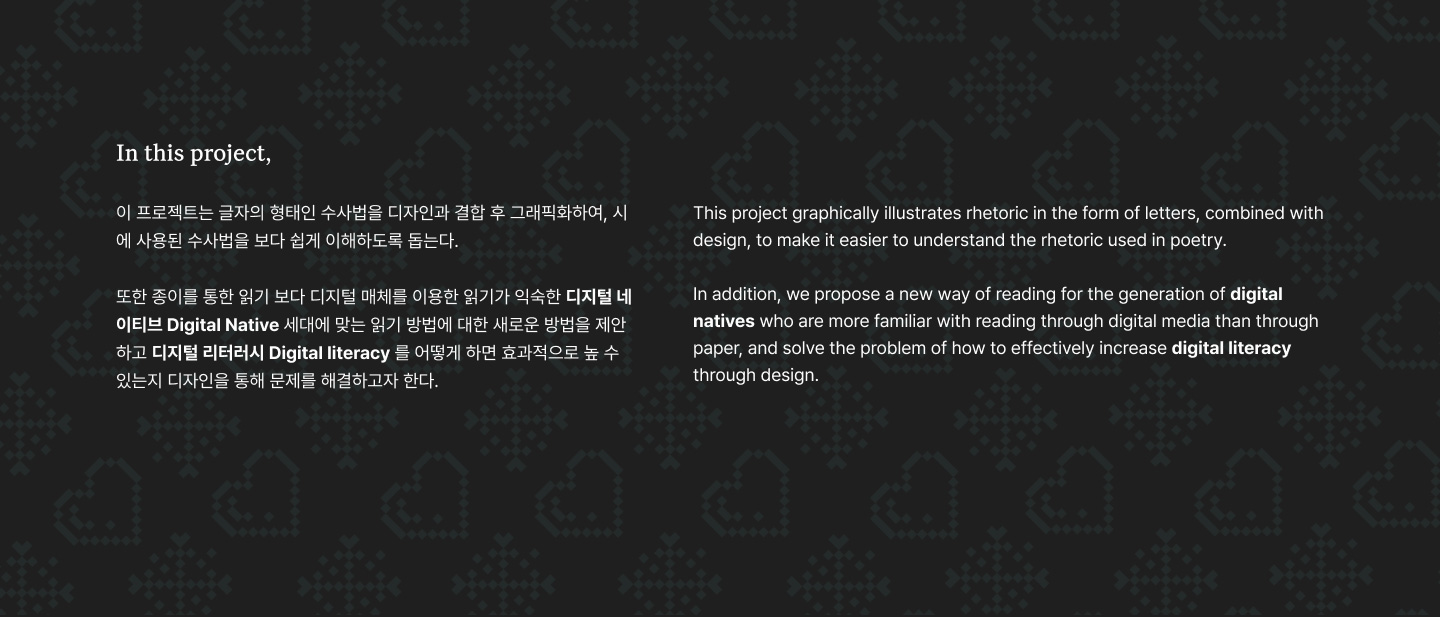 In this project,
이 프로젝트는 글자의 형태인 수사법을 디자인과 결합 후 그래픽화하여, 시
에 사용된 수사법을 보다 쉽게 이해하도록 돕는다.
또한 종이를 통한 읽기 보다 디지털 매체를 이용한 읽기가 익숙한 디지털 네
이티브 Digital Native 세대에 맞는 읽기 방법에 대한 새로운 방법을 제안
하고 디지털 리터러시 Digital literacy 를 어떻게 하면 효과적으로 높 수
있는지 디자인을 통해 문제를 해결하고자 한다.
This project graphically illustrates rhetoric in the form of letters, combined with
design, to make it easier to understand the rhetoric used in poetry.
In addition, we propose a new way of reading for the generation of digital
natives who are more familiar with reading through digital media than through
paper, and solve the problem of how to effectively increase digital literacy
through design.